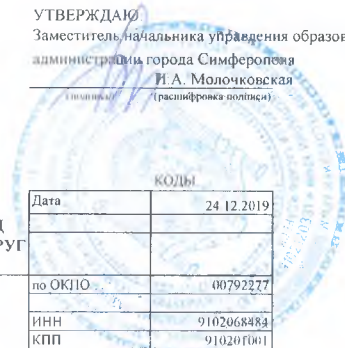 УТВЕРЖДАЮ
Заместитель начальника управления образов
администрации города Симферополя
И.А. Молочковская
(подпись) (расшифровка подписи)
КОДЫ
Дата 24.12.2019
РУГ
по ОКПО 00792277
ИНН 9102068484
КПП 910201001